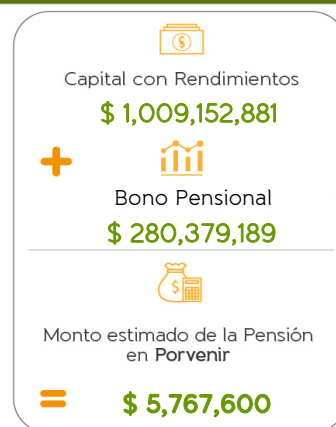 Capital con Rendimientos
$ 1,009,152,881
+
Bono Pensional
$ 280,379,189
Monto estimado de la Pensión
en Porvenir
= $ 5,767,600